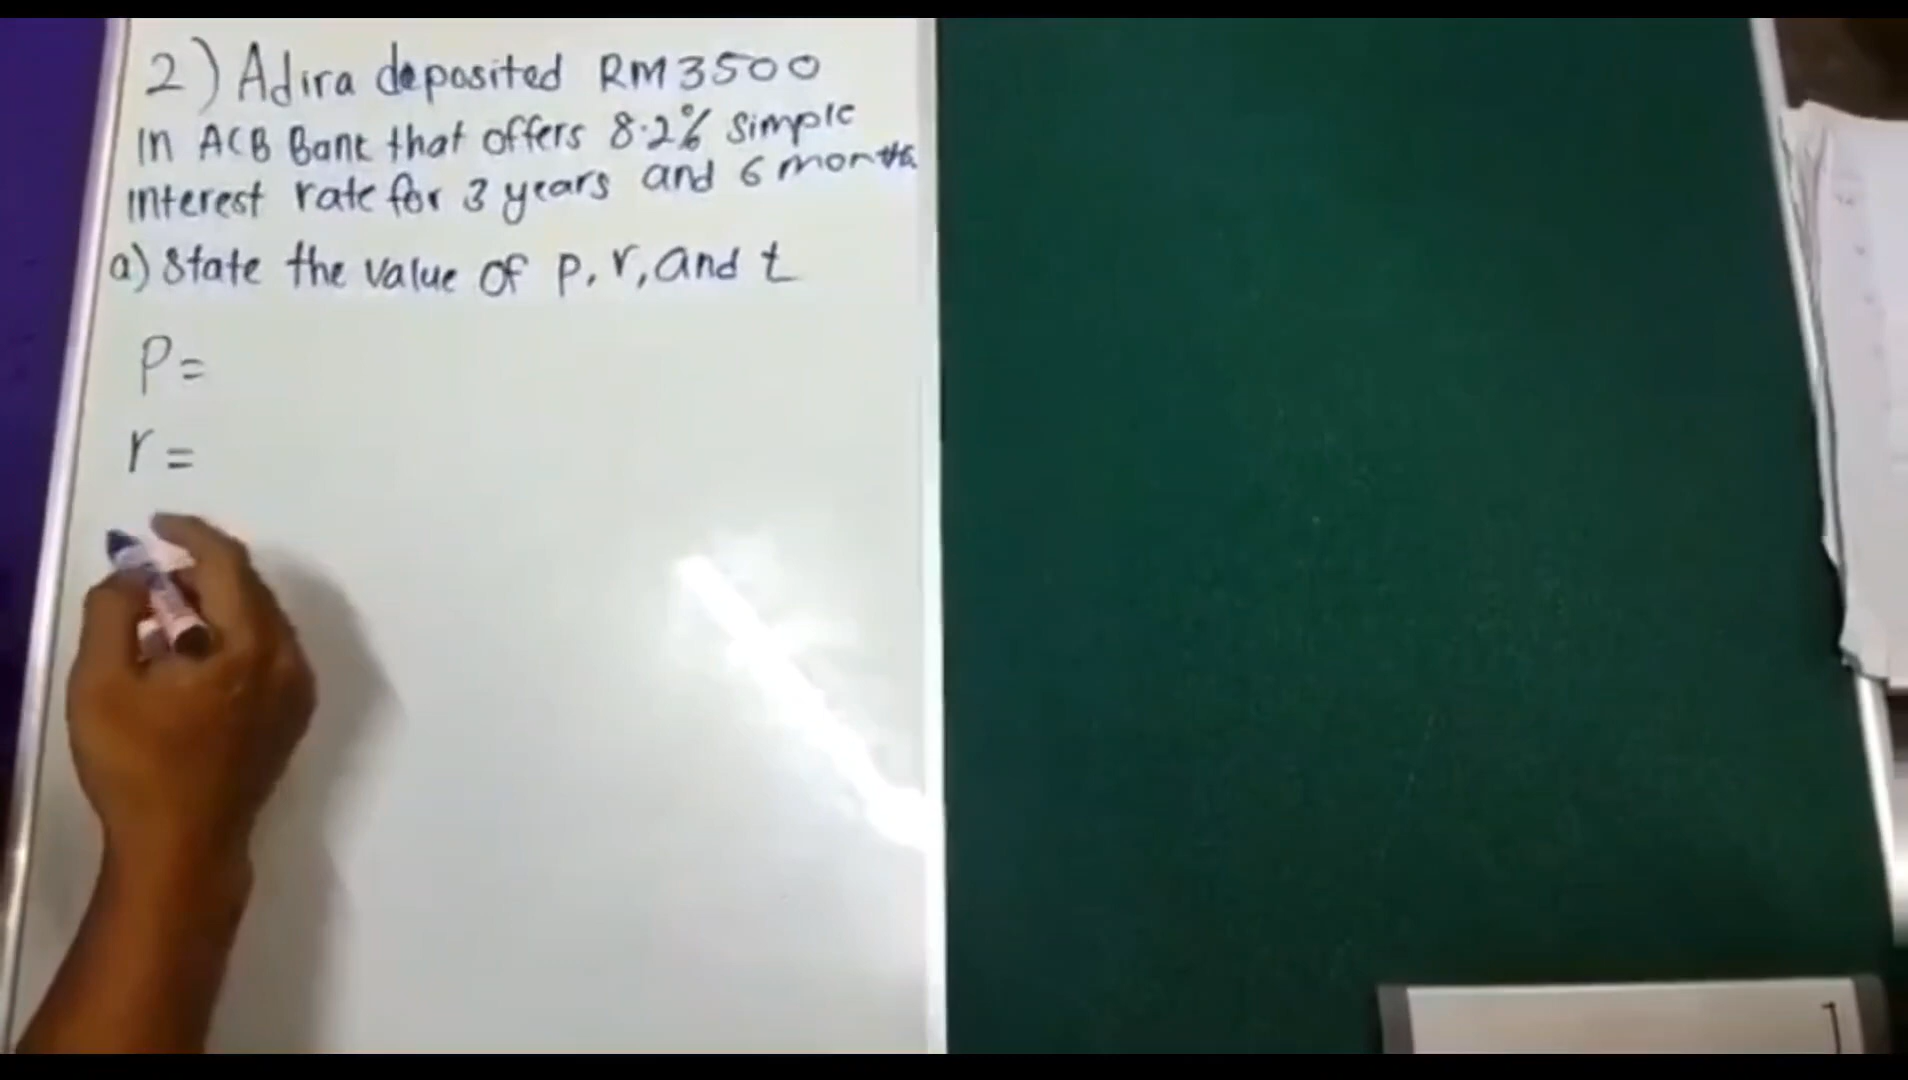 2) Adira deposited RM3500
In ACB Bank that offers 8.2% simple
interest rate for 3 years and 6 months
a) State the value of p, r, and t
P=
r=